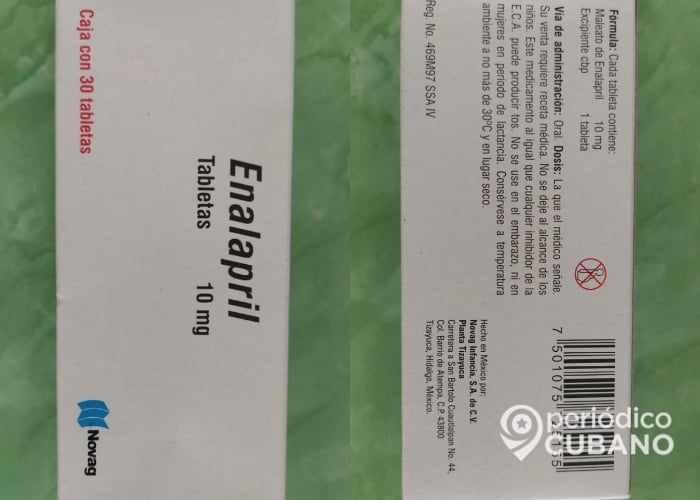 Enalapril
Tabletas 10 mg
Caja con 30 tabletas
Novag
Fórmula: Cada tableta contiene:
Maleato de Enalapril 10 mg
Excipiente cbp 1 tableta
Vía de administración: Oral. Dosis: La que el médico señale.
Su venta requiere receta médica. No se deje al alcance de los
niños. Este medicamento al igual que cualquier inhibidor de la
E.C.A. puede producir tos. No se use en el embarazo, ni en
mujeres en periodo de lactancia. Consérvese a temperatura
ambiente a no más de 30ºC y en lugar seco.
Reg. No. 469M97 SSA IV
Hecho en México por:
Novag Infancia, S.A. de C.V.
Planta Tizayuca
Carretera a San Bartolo Cuautlalpan No. 44,
Col. Barrio de Atempa, C.P. 43800
Tizayuca, Hidalgo, México.
7 501075
periódico
CUBANO